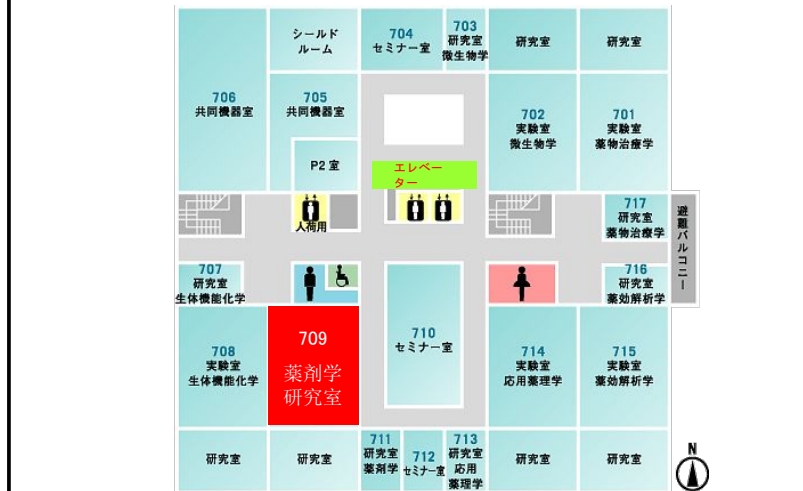 シールド
ルーム
704
セミナー室
703
研究室
微生物学
研究室
研究室
706
共同機器室
705
共同機器室
702
実験室
微生物学
701
実験室
薬物治療学
P2 室
エレベー
ター
人荷用
717
研究室
薬物治療学
避難バルコニー
707
研究室
生体機能化学
716
研究室
薬効解析学
709
薬剤学
研究室
710
セミナー室
708
実験室
生体機能化学
714
実験室
応用薬理学
715
実験室
薬効解析学
研究室
研究室
711
研究室
薬剤学
712
セミナー室
713
研究室
応用
薬理学
研究室
研究室
N